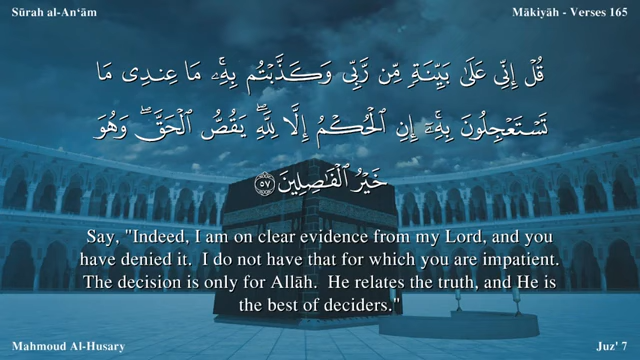 Sūrah al-An‘ām
Mākiyāh - Verses 165
قُلْ إِنِّى عَلَىٰ بَيِّنَةٍ مِّن رَّبِّى وَكَذَّبْتُم بِهِۦ ۚ مَا عِندِى مَا
تَسْتَعْجِلُونَ بِهِۦٓ ۚ إِنِ ٱلْحُكْمُ إِلَّا لِلَّهِ ۖ يَقُصُّ ٱلْحَقَّ ۖ وَهُوَ
خَيْرُ ٱلْفَـٰصِلِينَ ٥٧
Say, "Indeed, I am on clear evidence from my Lord, and you
have denied it.  I do not have that for which you are impatient.
The decision is only for Allāh.  He relates the truth, and He is
the best of deciders."
Mahmoud Al-Husary
Juz' 7